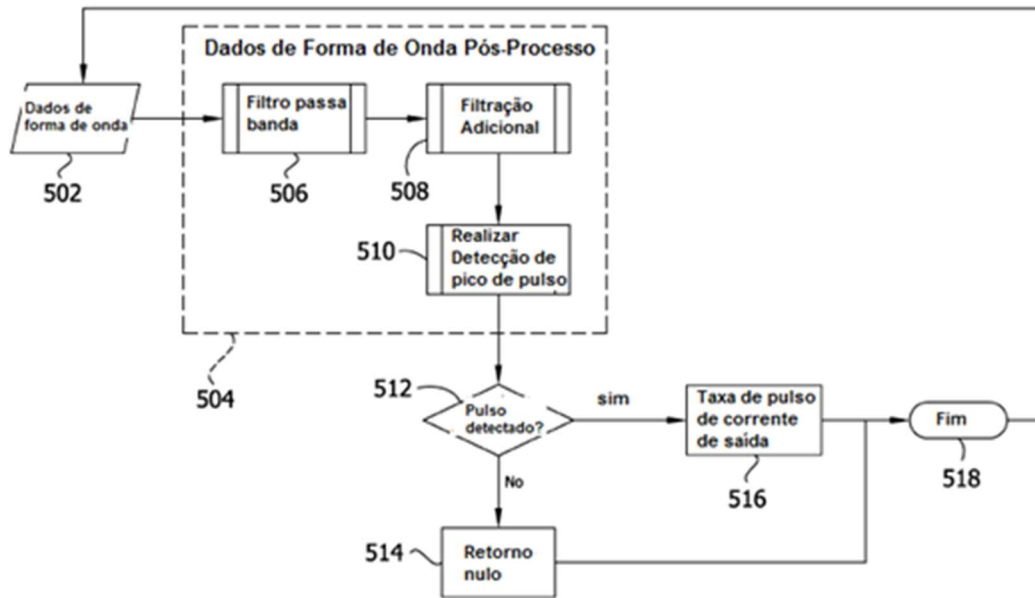 Dados de Forma de Onda Pós-Processo
Dados de
forma de onda
502
Filtro passa
banda
506
Filtração
Adicional
508
Realizar
Detecção de
pico de pulso
510
504
512
Pulso
detectado?
sim
No
Taxa de pulso
de corrente
de saída
516
Fim
518
514
Retorno
nulo